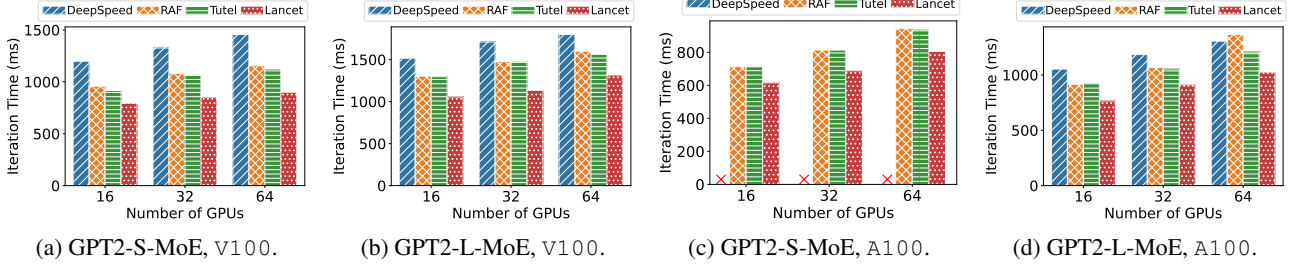 DeepSpeed RAF Tutel Lancet
Iteration Time (ms)
1500
1000
500
0
16 32 64
Number of GPUs
(a) GPT2-S-MoE, V100.
DeepSpeed RAF Tutel Lancet
Iteration Time (ms)
1500
1000
500
0
16 32 64
Number of GPUs
(b) GPT2-L-MoE, V100.
DeepSpeed RAF Tutel Lancet
Iteration Time (ms)
800
600
400
200
0
16 32 64
Number of GPUs
(c) GPT2-S-MoE, A100.
DeepSpeed RAF Tutel Lancet
Iteration Time (ms)
1000
500
0
16 32 64
Number of GPUs
(d) GPT2-L-MoE, A100.